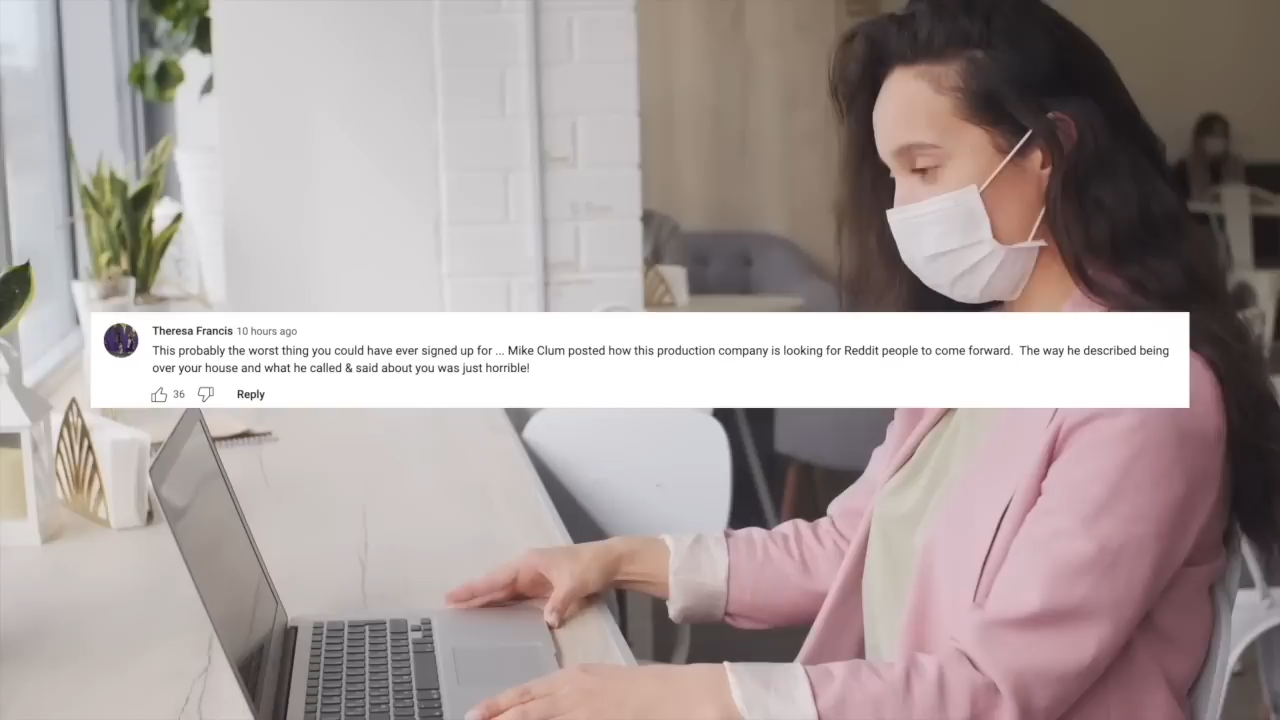 Theresa Francis 10 hours ago
This probably the worst thing you could have ever signed up for ... Mike Clum posted how this production company is looking for Reddit people to come forward.  The way he described being
over your house and what he called & said about you was just horrible!
36 Reply